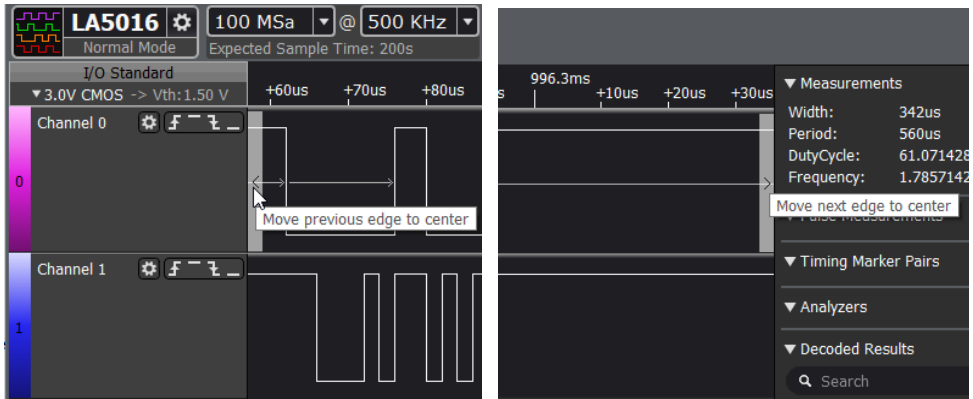 LA5016
Normal Mode
100 MSa
@
500 KHz
Expected Sample Time: 200s
I/O Standard
3.0V CMOS -> Vth:1.50 V
+60us
+70us
+80us
Channel 0
0
Move previous edge to center
Channel 1
1
s
996.3ms
+10us
+20us
+30us
Measurements
Width: 342us
Period: 560us
DutyCycle: 61.071428
Frequency: 1.7857142
Move next edge to center
Pulse Measurements
Timing Marker Pairs
Analyzers
Decoded Results
Search